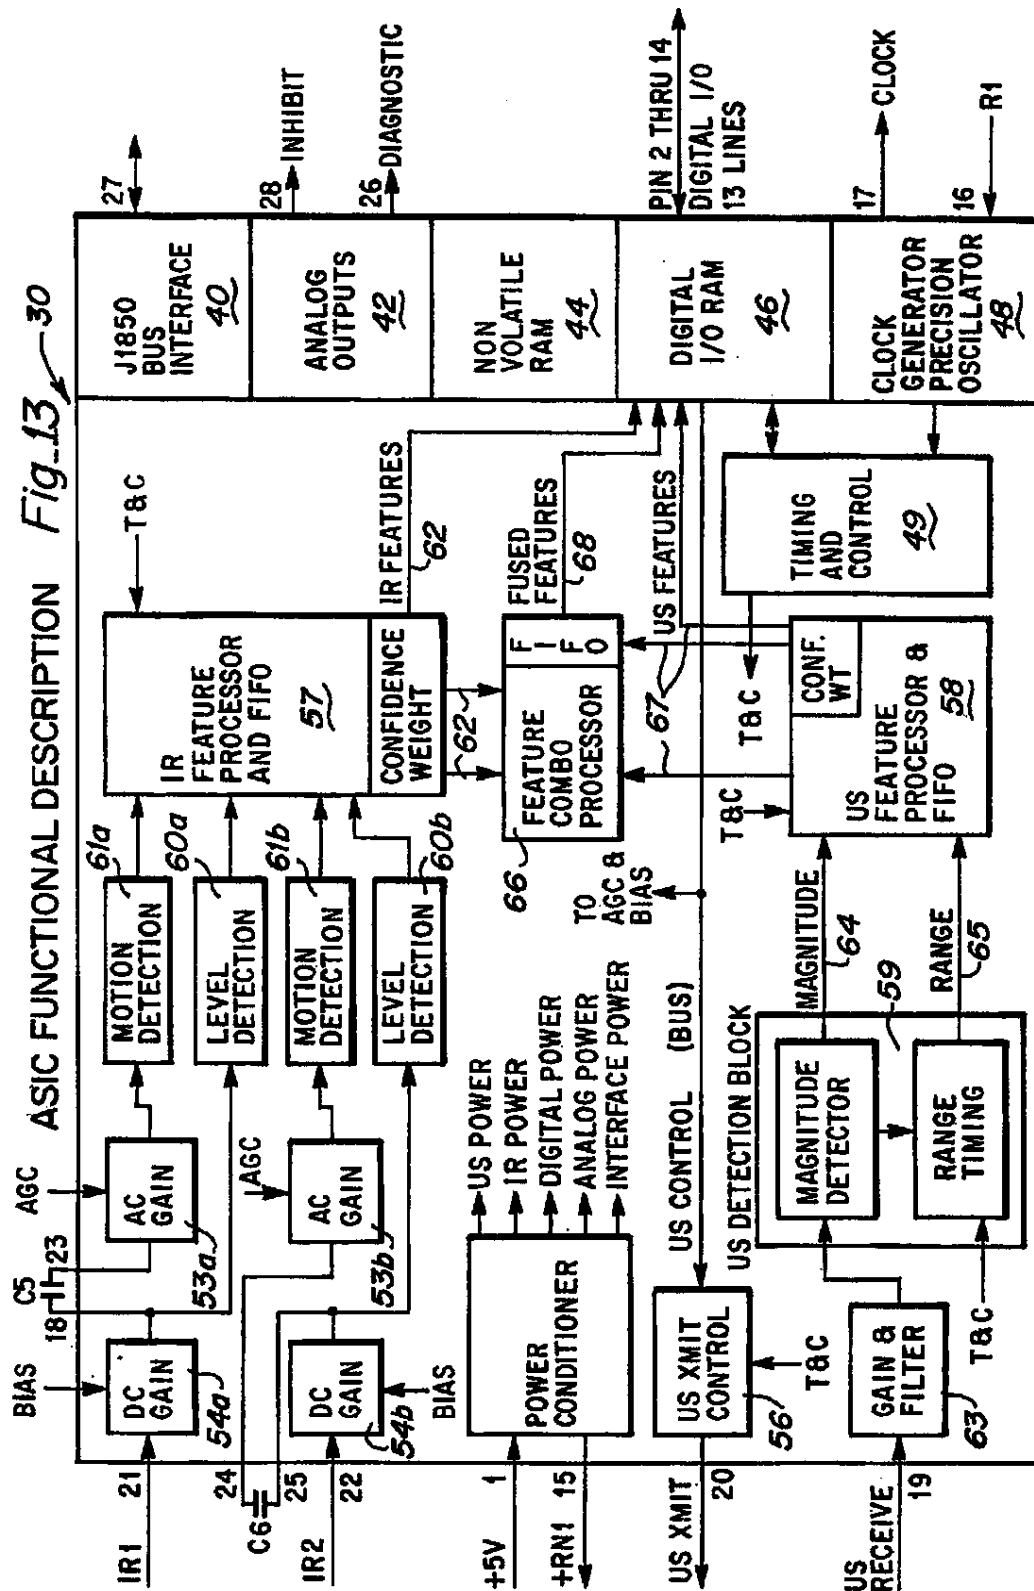 ASIC FUNCTIONAL DESCRIPTION Fig_13
30
BIAS
C5
18
23
AGC
IR1
21
DC
GAIN
54a
AC
GAIN
53a
MOTION
DETECTION
61a
LEVEL
DETECTION
60a
T&C
IR
FEATURE
PROCESSOR
AND FIFO
57
CONFIDENCE
WEIGHT
IR FEATURES
62
J1850
BUS
INTERFACE
40
27
24
C6
25
AGC
AC
GAIN
53b
MOTION
DETECTION
61b
LEVEL
DETECTION
60b
62
ANALOG
OUTPUTS
42
28
INHIBIT
26
DIAGNOSTIC
IR2
22
DC
GAIN
54b
BIAS
66
FEATURE
COMBO
PROCESSOR
F
I
F
O
FUSED
FEATURES
68
NON
VOLATILE
RAM
44
+5V
1
+RN1
15
POWER
CONDITIONER
US POWER
IR POWER
DIGITAL POWER
ANALOG POWER
INTERFACE POWER
TO
AGC &
BIAS
67
US FEATURES
DIGITAL
I/O RAM
46
PIN 2 THRU 14
DIGITAL I/O
13 LINES
US XMIT
20
US XMIT
CONTROL
56
T&C
US CONTROL (BUS)
T&C
T&C
TIMING
AND
CONTROL
49
CLOCK
GENERATOR
PRECISION
OSCILLATOR
48
17
CLOCK
16
R1
US DETECTION BLOCK
MAGNITUDE
DETECTOR
59
RANGE
TIMING
MAGNITUDE
64
RANGE
65
US
FEATURE
PROCESSOR &
FIFO
58
CONF.
WT
US
RECEIVE
19
GAIN &
FILTER
63
T&C